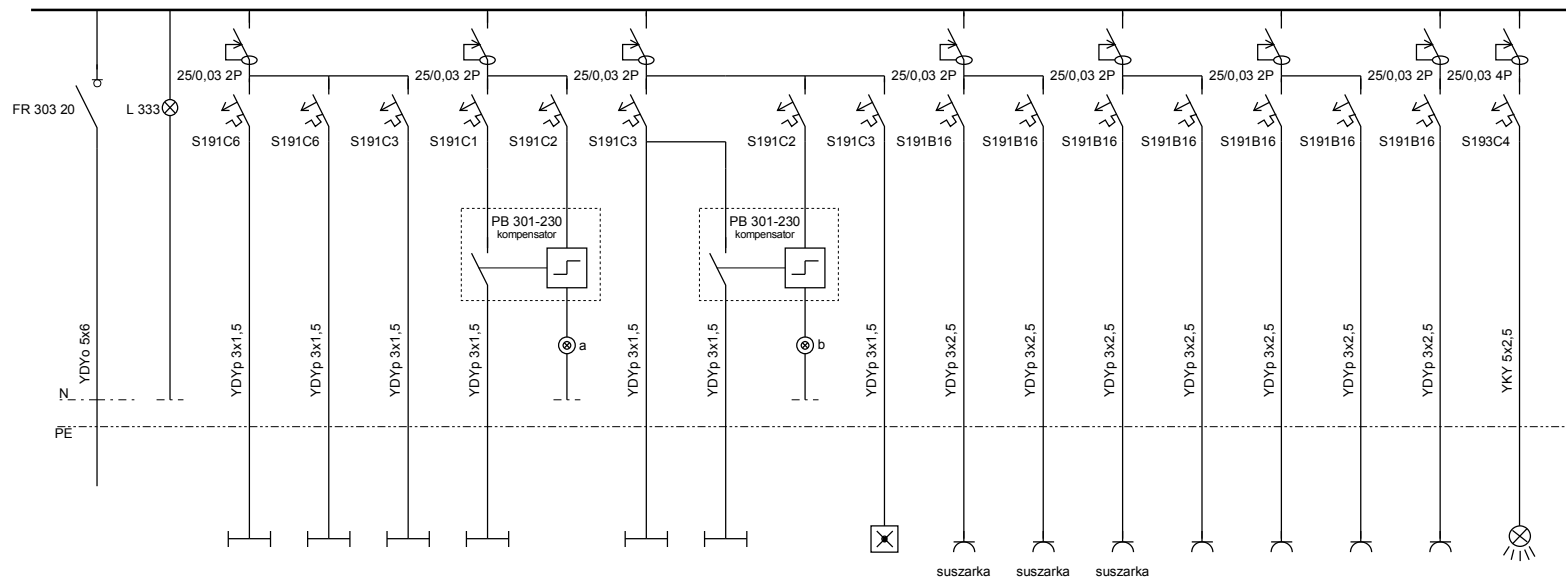 25/0,03 2P 25/0,03 2P 25/0,03 2P 25/0,03 2P 25/0,03 2P 25/0,03 2P 25/0,03 2P 25/0,03 4P
FR 303 20 L 333
S191C6 S191C6 S191C3 S191C1 S191C2 S191C3 S191C2 S191C3 S191B16 S191B16 S191B16 S191B16 S191B16 S191B16 S191B16 S193C4
PB 301-230 PB 301-230
kompensator kompensator
a b
YDYo 5x6 YDYp 3x1,5 YDYp 3x1,5 YDYp 3x1,5 YDYp 3x1,5 YDYp 3x1,5 YDYp 3x1,5 YDYp 3x1,5 YDYp 3x2,5 YDYp 3x2,5 YDYp 3x2,5 YDYp 3x2,5 YDYp 3x2,5 YDYp 3x2,5 YDYp 3x2,5 YKY 5x2,5
N
PE
suszarka suszarka suszarka